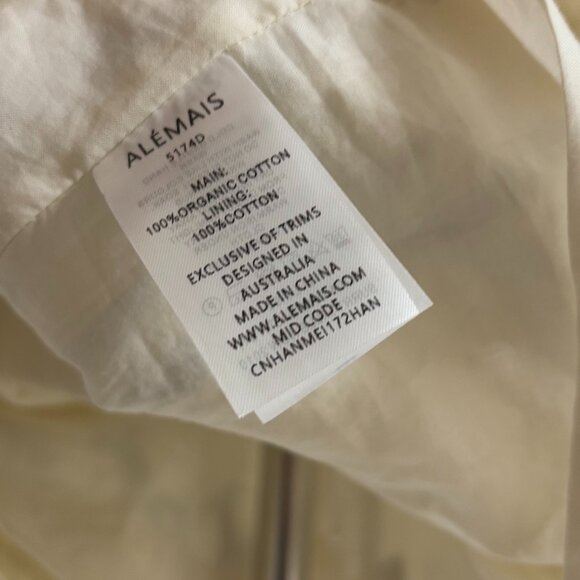 ALÉMAIS
5174D
MAIN:
100%ORGANIC COTTON
LINING:
100%COTTON
EXCLUSIVE OF TRIMS
DESIGNED IN
AUSTRALIA
MADE IN CHINA
WWW.ALEMAIS.COM
MID CODE
CNHANMEI172HAN